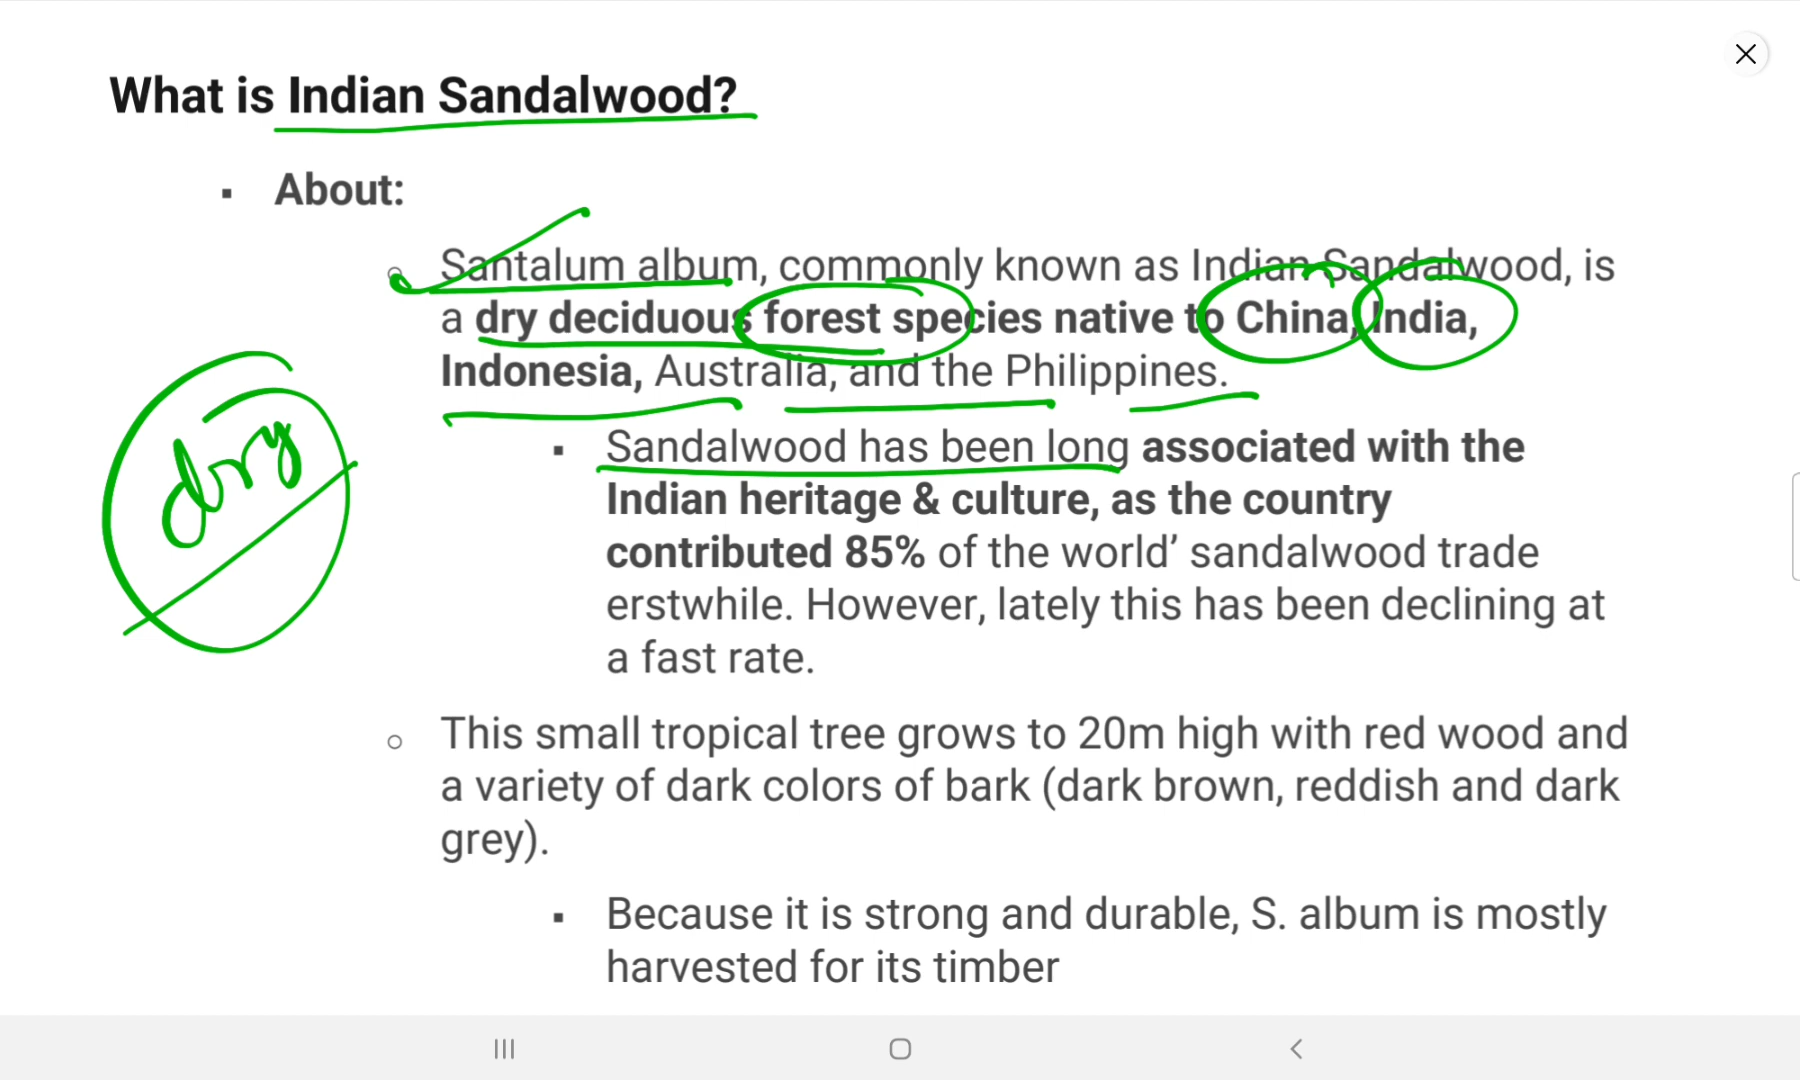 What is Indian Sandalwood?
▪ About:
○ Santalum album, commonly known as Indian Sandalwood, is
a dry deciduous forest species native to China, India,
Indonesia, Australia, and the Philippines.
dry
▪ Sandalwood has been long associated with the
Indian heritage & culture, as the country
contributed 85% of the world’ sandalwood trade
erstwhile. However, lately this has been declining at
a fast rate.
○ This small tropical tree grows to 20m high with red wood and
a variety of dark colors of bark (dark brown, reddish and dark
grey).
▪ Because it is strong and durable, S. album is mostly
harvested for its timber